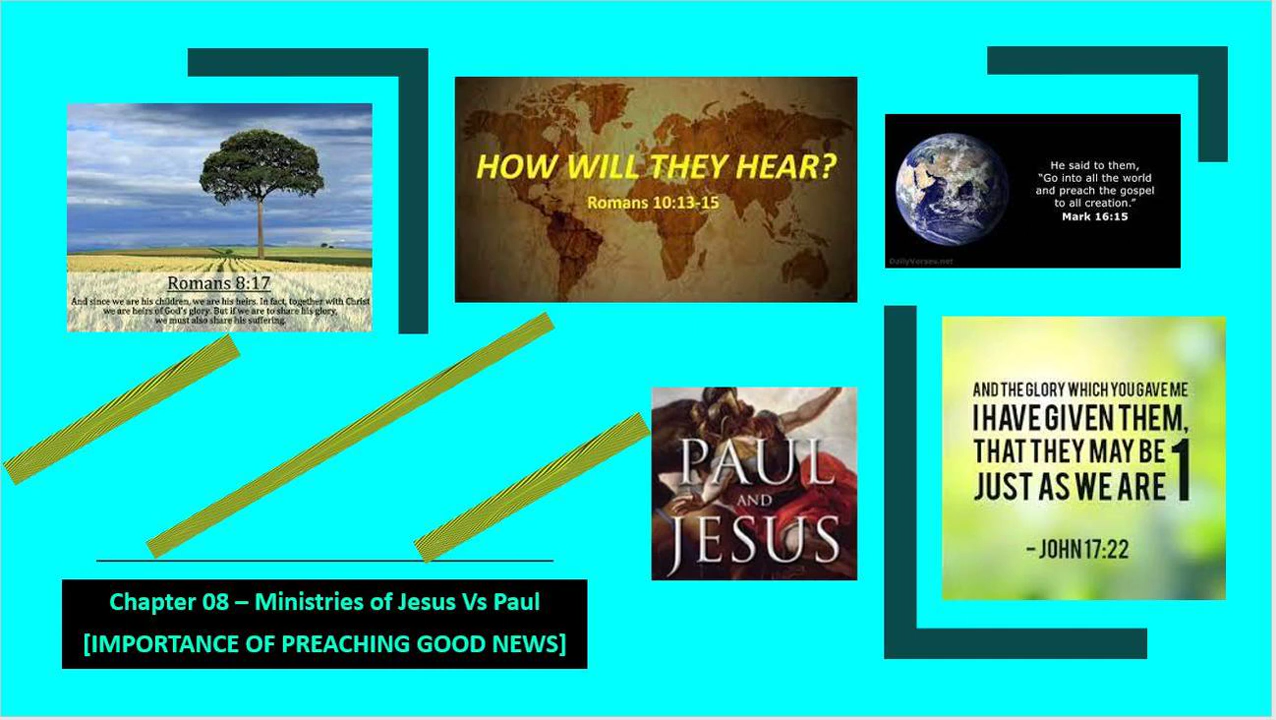 HOW WILL THEY HEAR?
Romans 10:13-15
He said to them,
“Go into all the world
and preach the gospel
to all creation.”
Mark 16:15
DailyVerses.net
Romans 8:17
And since we are his children, we are his heirs. In fact, together with Christ
we are heirs of God's glory. But if we are to share his glory,
we must also share his suffering.
AND THE GLORY WHICH YOU GAVE ME
I HAVE GIVEN THEM,
THAT THEY MAY BE 1
JUST AS WE ARE
– JOHN 17:22
PAUL
AND
JESUS
Chapter 08 – Ministries of Jesus Vs Paul
[IMPORTANCE OF PREACHING GOOD NEWS]